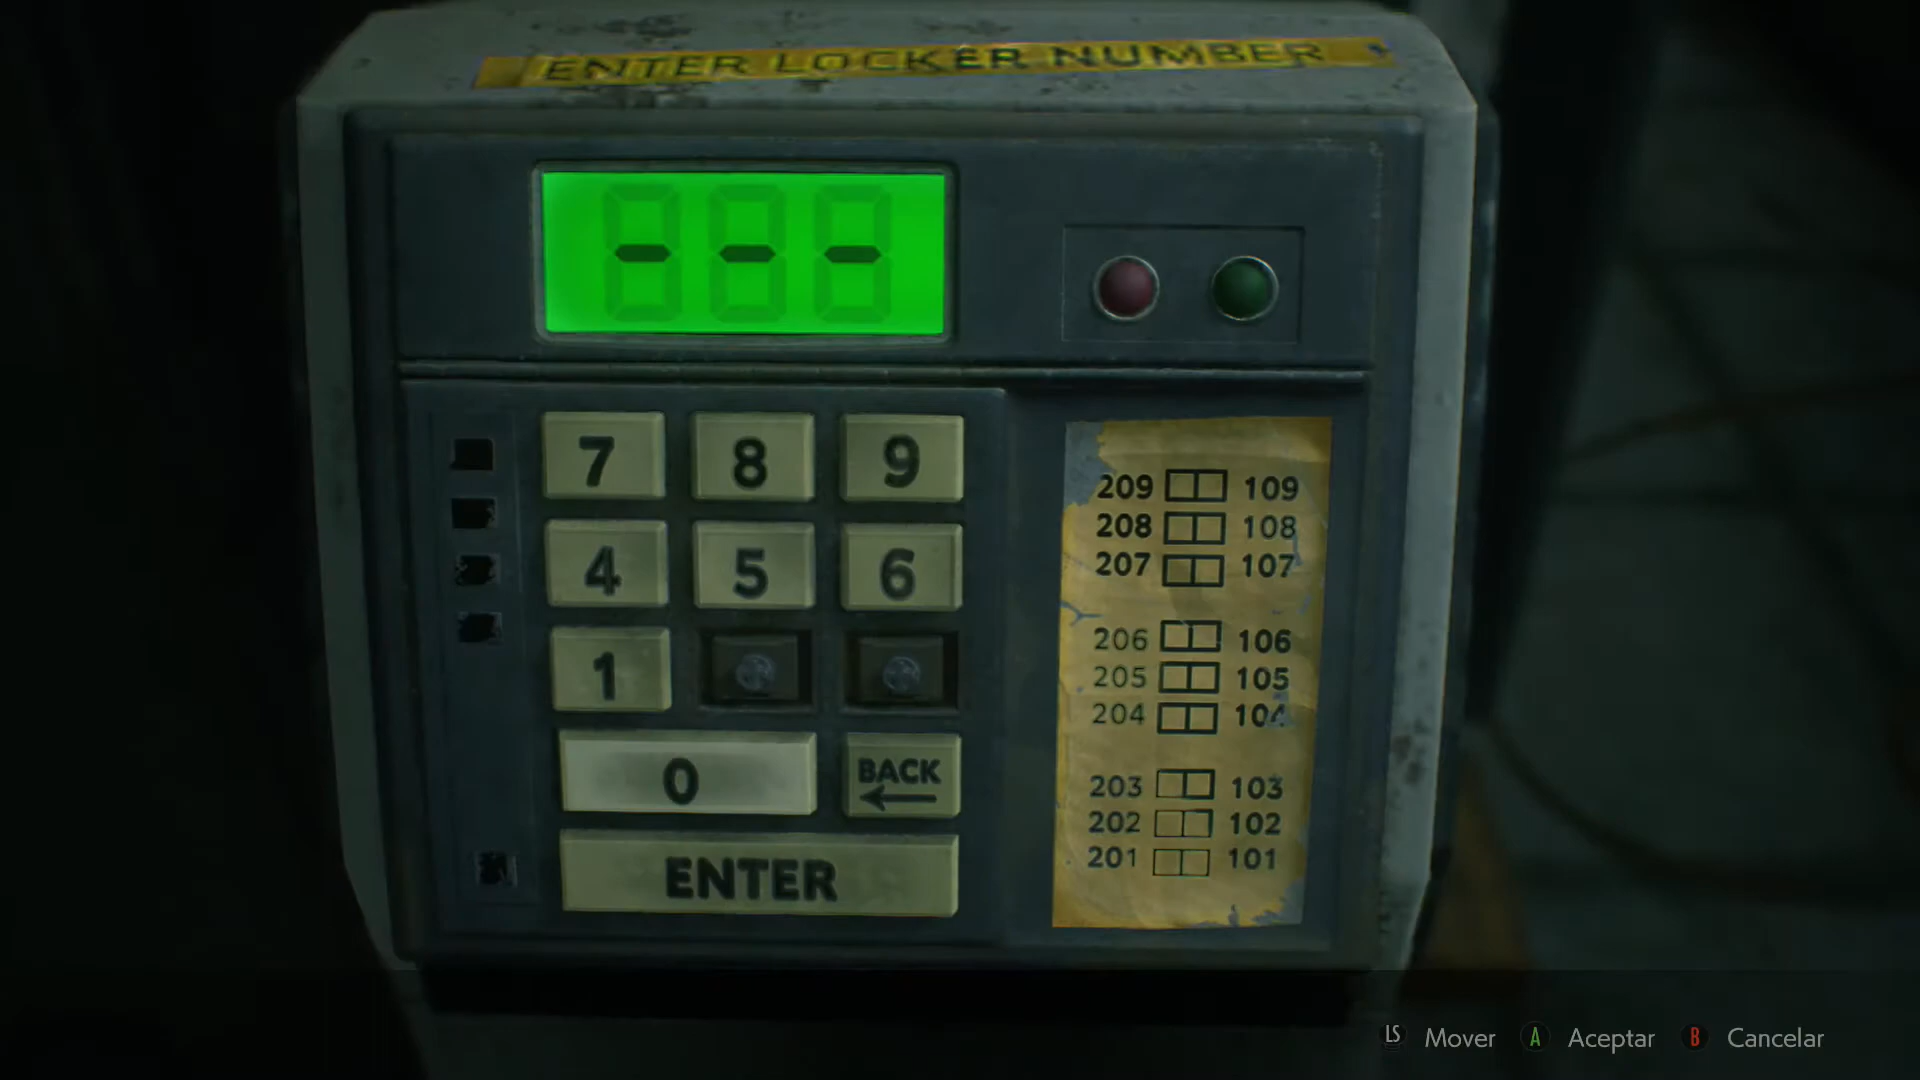 ENTER LOCKER NUMBER
---
7 8 9
4 5 6
1
0 BACK
ENTER
209 109
208 108
207 107
206 106
205 105
204 104
203 103
202 102
201 101
LS Mover A Aceptar B Cancelar